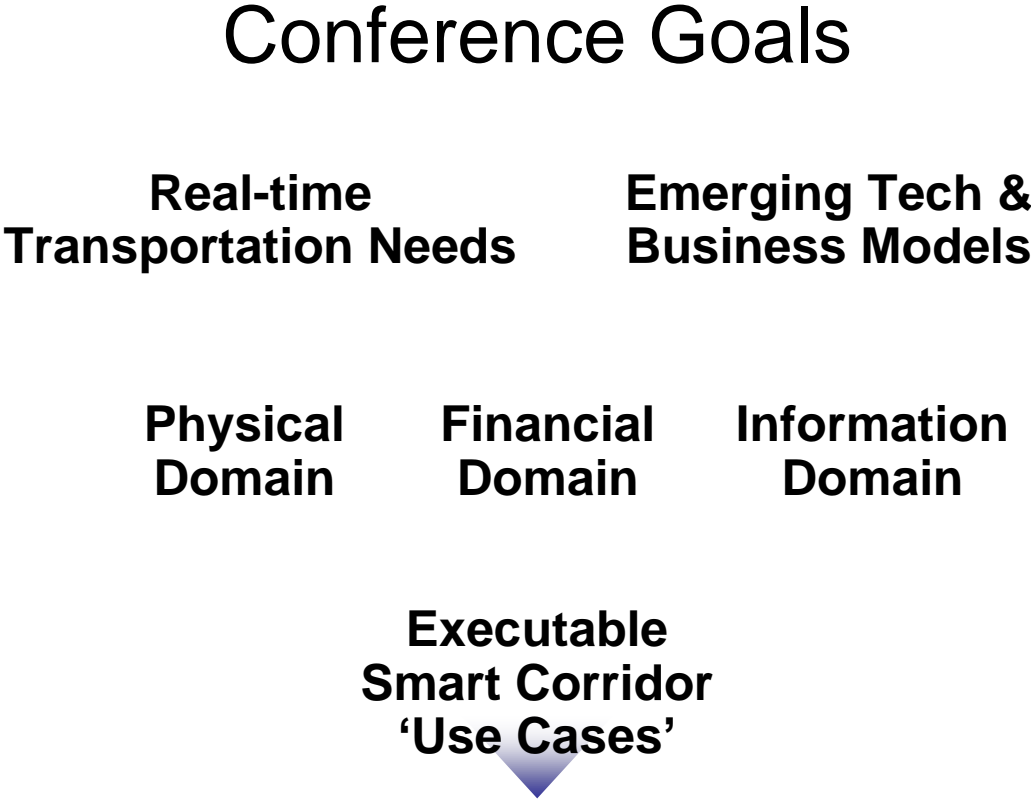 Conference Goals
Real-time
Transportation Needs
Emerging Tech &
Business Models
Physical
Domain
Financial
Domain
Information
Domain
Executable
Smart Corridor
‘Use Cases’